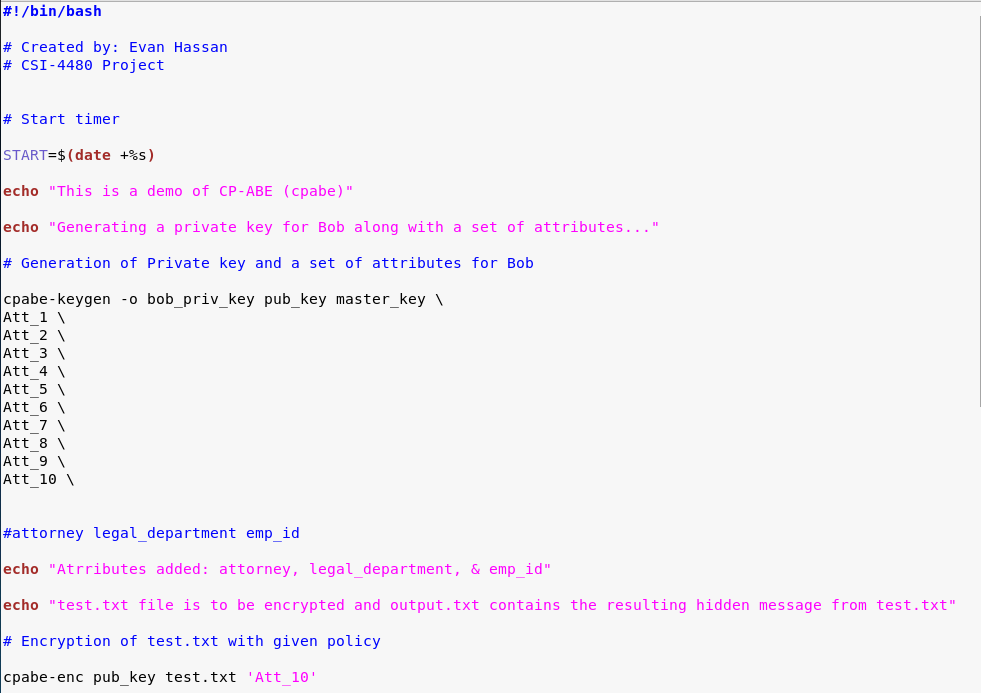 #!/bin/bash
# Created by: Evan Hassan
# CSI-4480 Project
# Start timer
START=$(date +%s)
echo "This is a demo of CP-ABE (cpabe)"
echo "Generating a private key for Bob along with a set of attributes..."
# Generation of Private key and a set of attributes for Bob
cpabe-keygen -o bob_priv_key pub_key master_key \
Att_1 \
Att_2 \
Att_3 \
Att_4 \
Att_5 \
Att_6 \
Att_7 \
Att_8 \
Att_9 \
Att_10 \
#attorney legal_department emp_id
echo "Atrributes added: attorney, legal_department, & emp_id"
echo "test.txt file is to be encrypted and output.txt contains the resulting hidden message from test.txt"
# Encryption of test.txt with given policy
cpabe-enc pub_key test.txt 'Att_10'